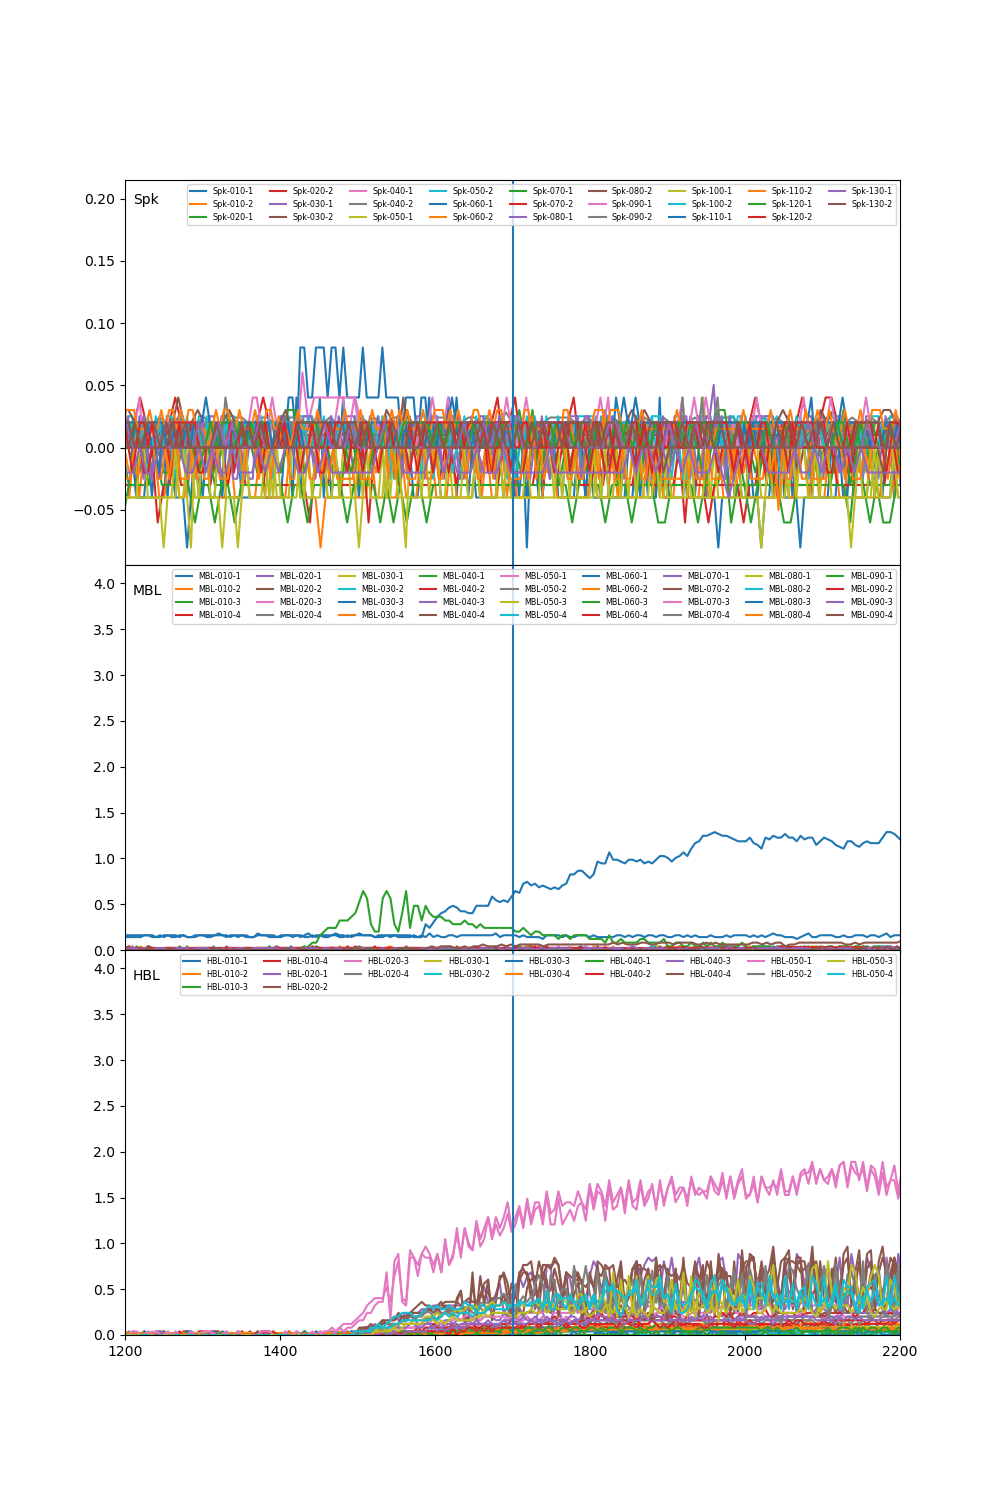 0.20
0.15
0.10
0.05
0.00
−0.05
Spk
Spk-010-1 Spk-020-2 Spk-040-1 Spk-050-2 Spk-070-1 Spk-080-2 Spk-100-1 Spk-110-2 Spk-130-1
Spk-010-2 Spk-030-1 Spk-040-2 Spk-060-1 Spk-070-2 Spk-090-1 Spk-100-2 Spk-120-1 Spk-130-2
Spk-020-1 Spk-030-2 Spk-050-1 Spk-060-2 Spk-080-1 Spk-090-2 Spk-110-1 Spk-120-2
4.0
3.5
3.0
2.5
2.0
1.5
1.0
0.5
0.0
MBL
MBL-010-1 MBL-020-1 MBL-030-1 MBL-040-1 MBL-050-1 MBL-060-1 MBL-070-1 MBL-080-1 MBL-090-1
MBL-010-2 MBL-020-2 MBL-030-2 MBL-040-2 MBL-050-2 MBL-060-2 MBL-070-2 MBL-080-2 MBL-090-2
MBL-010-3 MBL-020-3 MBL-030-3 MBL-040-3 MBL-050-3 MBL-060-3 MBL-070-3 MBL-080-3 MBL-090-3
MBL-010-4 MBL-020-4 MBL-030-4 MBL-040-4 MBL-050-4 MBL-060-4 MBL-070-4 MBL-080-4 MBL-090-4
4.0
3.5
3.0
2.5
2.0
1.5
1.0
0.5
0.0
HBL
HBL-010-1 HBL-010-4 HBL-020-3 HBL-030-1 HBL-030-3 HBL-040-1 HBL-040-3 HBL-050-1 HBL-050-3
HBL-010-2 HBL-020-1 HBL-020-4 HBL-030-2 HBL-030-4 HBL-040-2 HBL-040-4 HBL-050-2 HBL-050-4
HBL-010-3 HBL-020-2
1200 1400 1600 1800 2000 2200